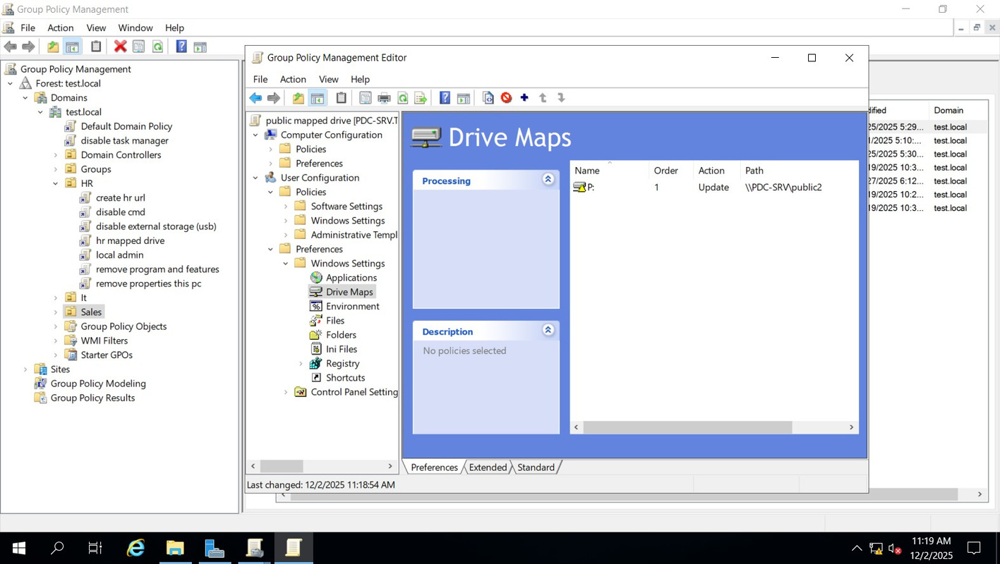 Group Policy Management
File Action View Window Help
Group Policy Management
Forest: test.local
Domains
test.local
Default Domain Policy
disable task manager
Domain Controllers
Groups
HR
create hr url
disable cmd
disable external storage (usb)
hr mapped drive
local admin
remove program and features
remove properties this pc
It
Sales
Group Policy Objects
WMI Filters
Starter GPOs
Sites
Group Policy Modeling
Group Policy Results
Group Policy Management Editor
File Action View Help
public mapped drive [PDC-SRV.T
Computer Configuration
Policies
Preferences
User Configuration
Policies
Software Settings
Windows Settings
Administrative Templ
Preferences
Windows Settings
Applications
Drive Maps
Environment
Files
Folders
Ini Files
Registry
Shortcuts
Control Panel Setting
Drive Maps
Processing
Description
No policies selected
Name Order Action Path
P: 1 Update \\PDC-SRV\public2
Preferences Extended Standard
Last changed: 12/2/2025 11:18:54 AM
dified Domain
25/2025 5:29... test.local
1/2025 5:10:... test.local
25/2025 5:30... test.local
19/2025 10:3... test.local
27/2025 6:12... test.local
19/2025 10:2... test.local
19/2025 10:3... test.local
11:19 AM
12/2/2025